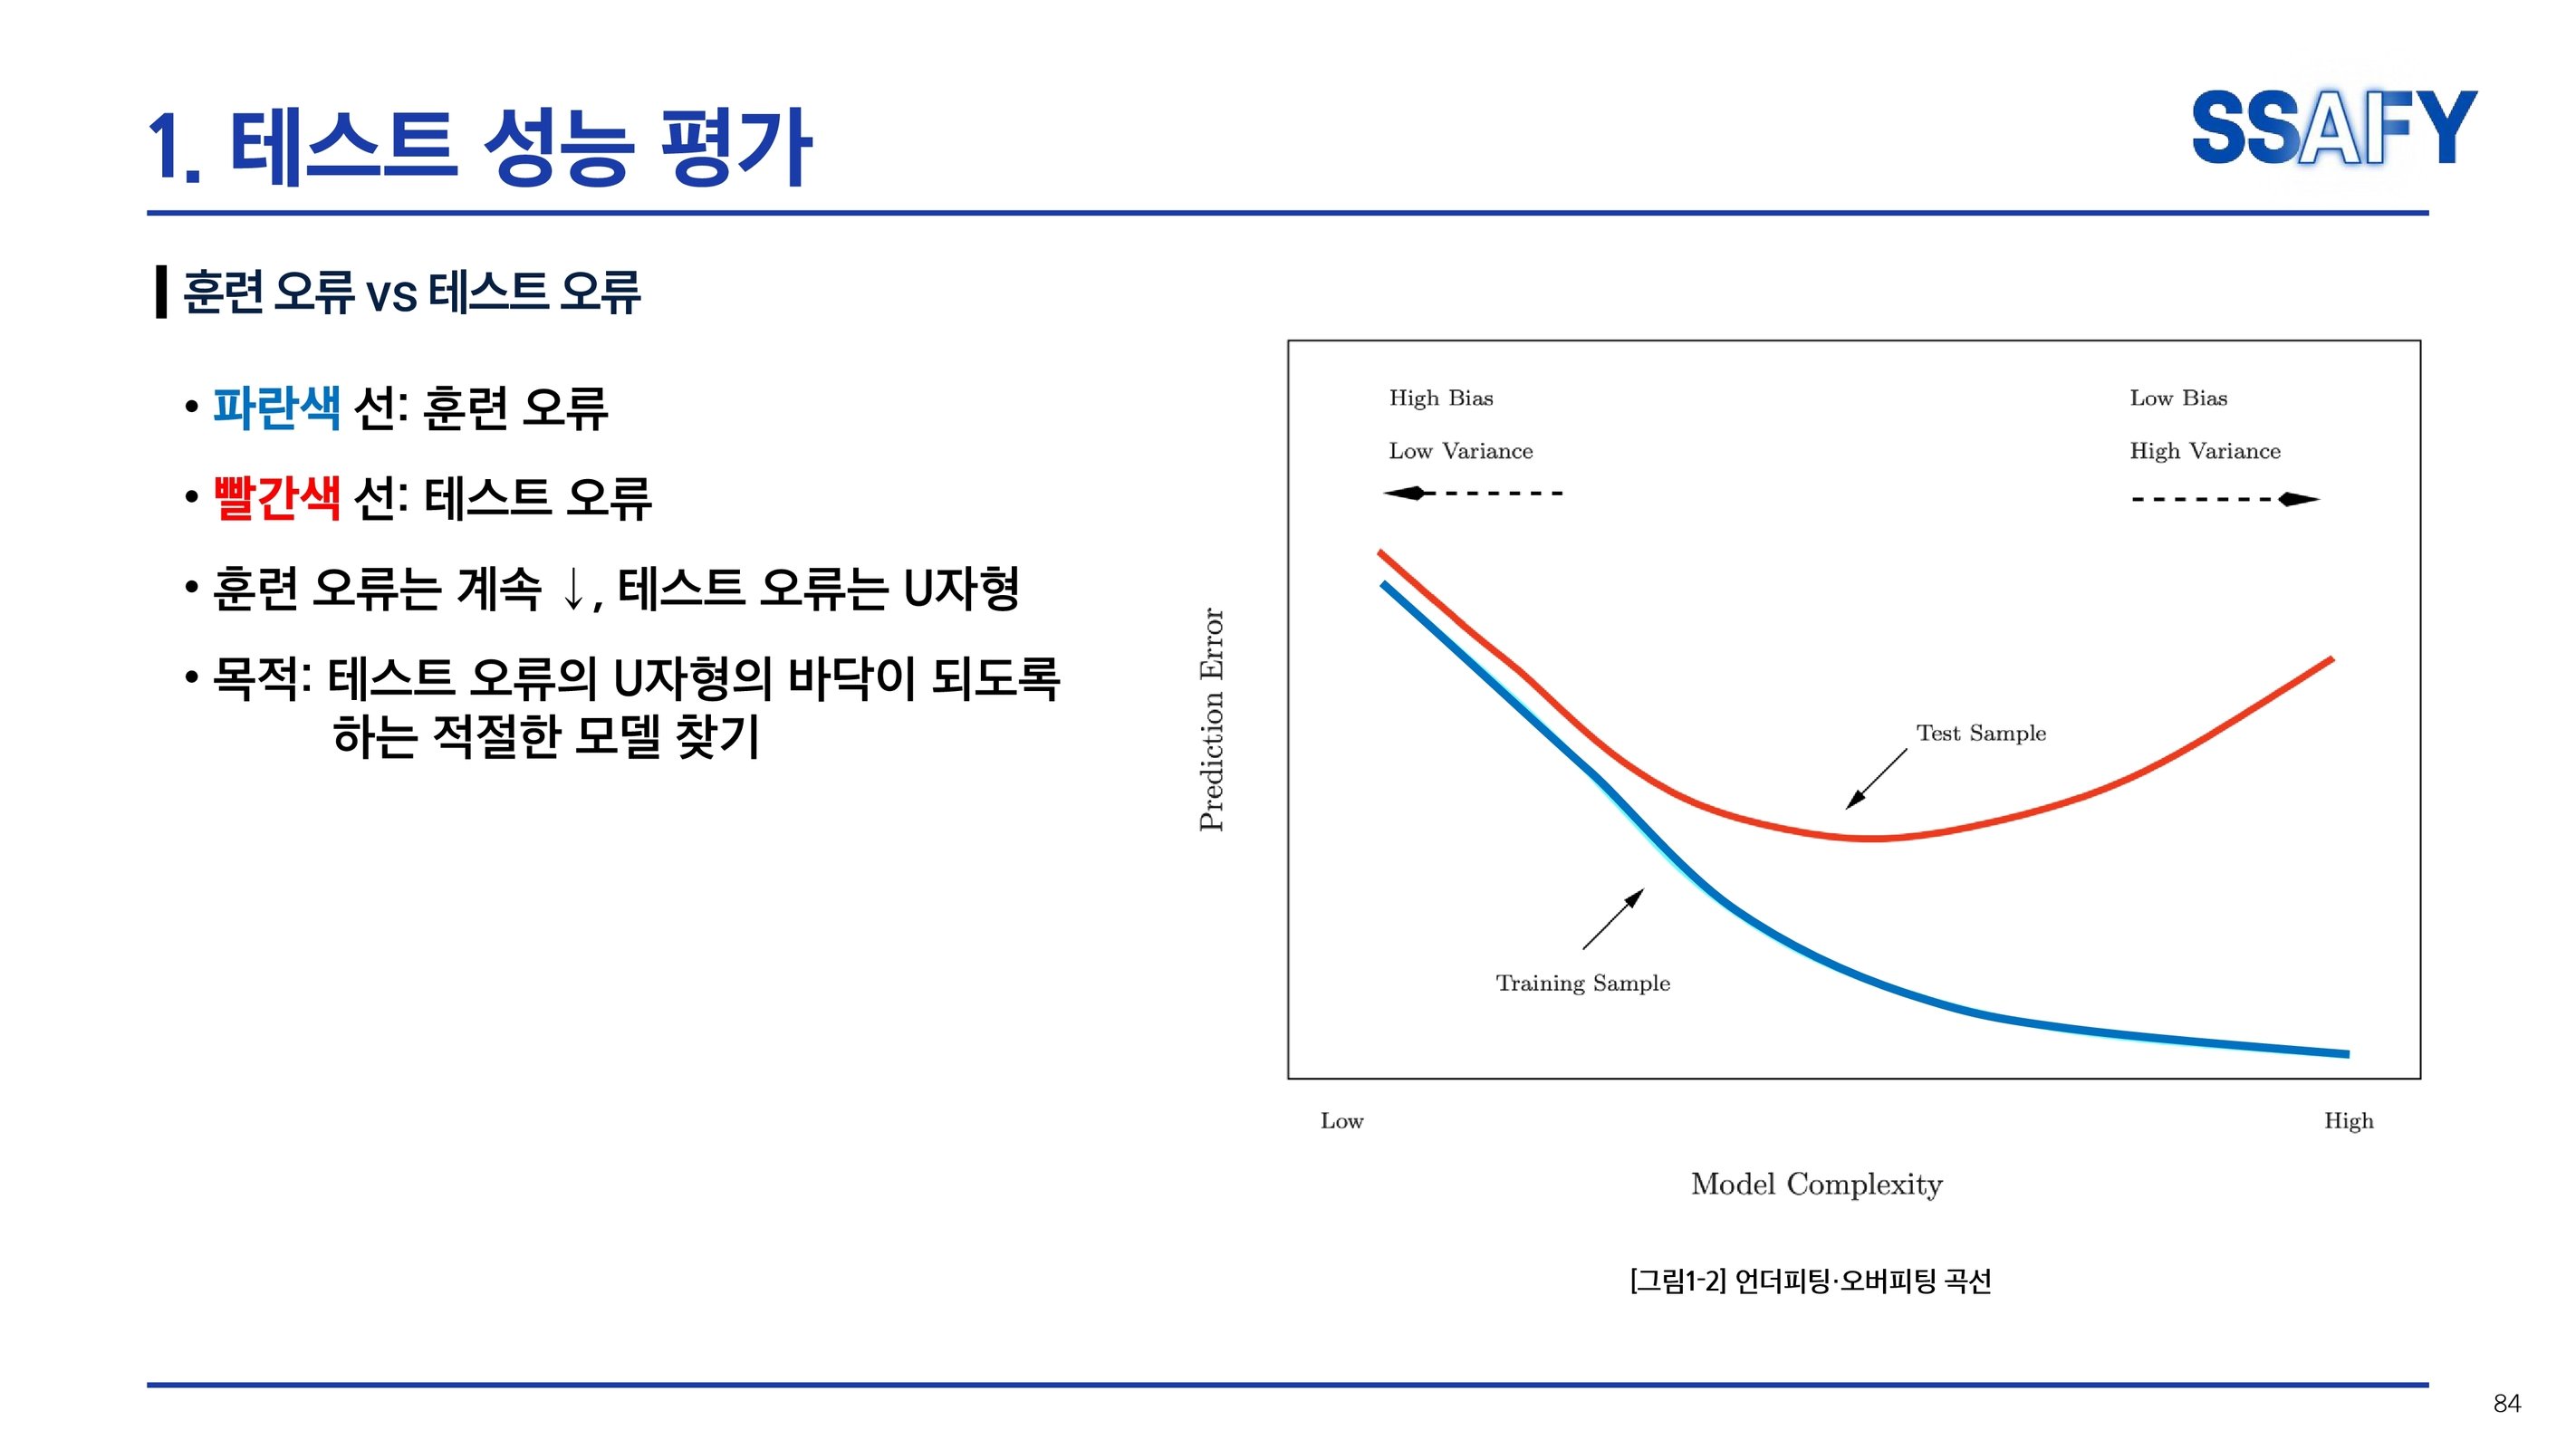 1. 테스트 성능 평가
SSAFY
훈련 오류 vs 테스트 오류
• 파란색 선: 훈련 오류
• 빨간색 선: 테스트 오류
• 훈련 오류는 계속 ↓, 테스트 오류는 U자형
• 목적: 테스트 오류의 U자형의 바닥이 되도록
하는 적절한 모델 찾기
High Bias
Low Variance
Low Bias
High Variance
Prediction Error
Test Sample
Training Sample
Low
High
Model Complexity
[그림1-2] 언더피팅·오버피팅 곡선
84